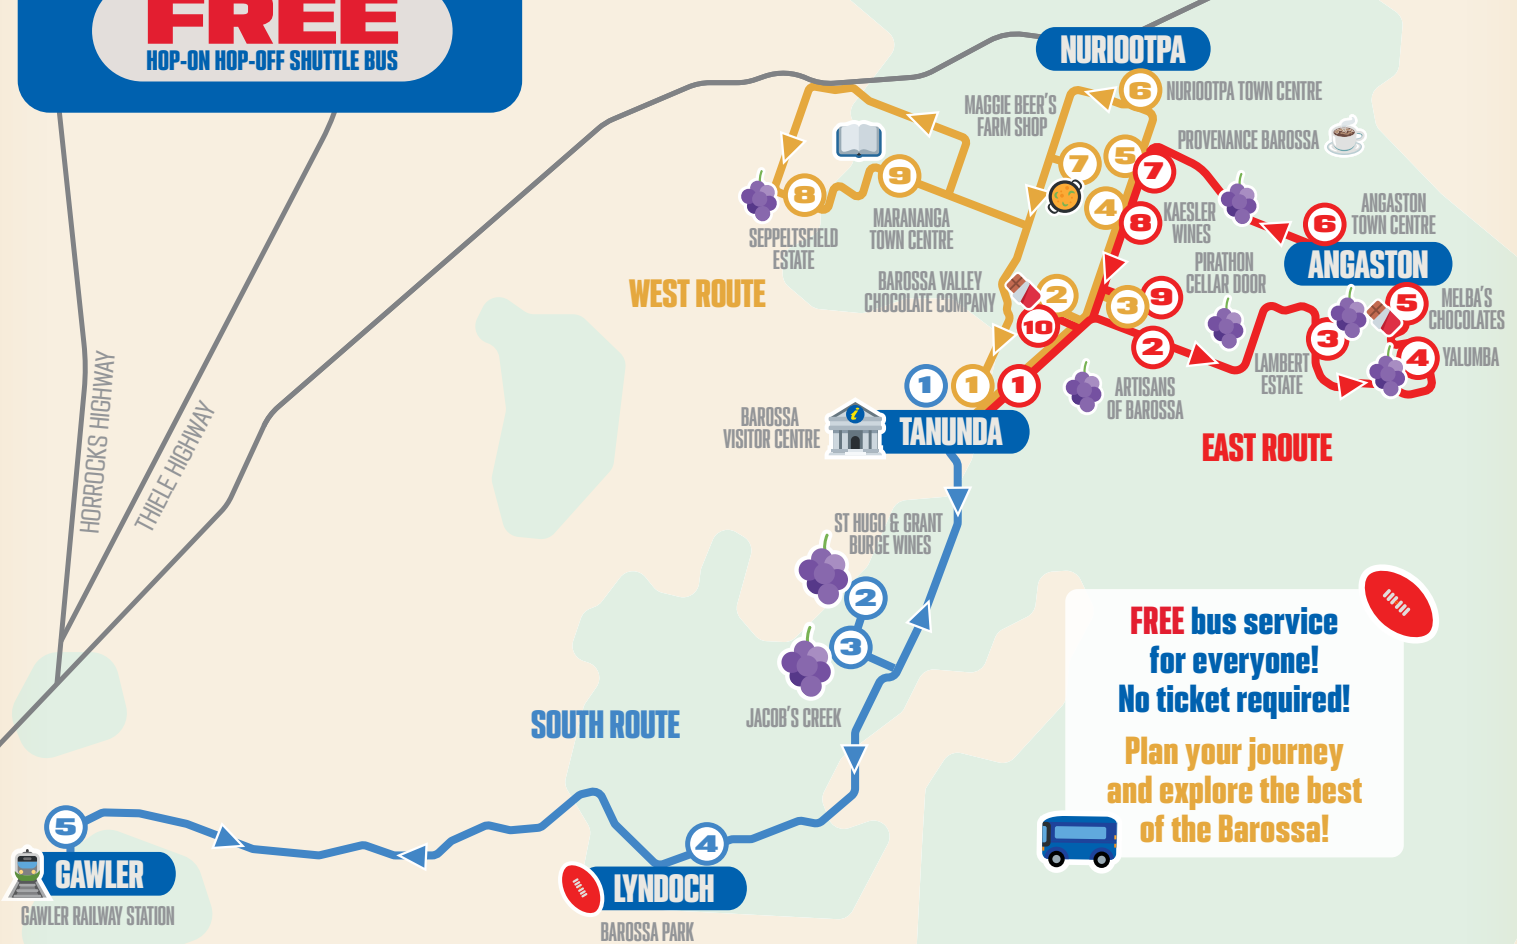 FREE
HOP-ON HOP-OFF SHUTTLE BUS
NURIOOTPA
6
NURIOOTPA TOWN CENTRE
MAGGIE BEER'S
FARM SHOP
PROVENANCE BAROSSA
7
5
7
9
8
4
8
KAESLER
WINES
6
ANGASTON
TOWN CENTRE
MARANANGA
TOWN CENTRE
SEPPELTSFIELD
ESTATE
ANGASTON
PIRATHON
CELLAR DOOR
BAROSSA VALLEY
CHOCOLATE COMPANY
WEST ROUTE
2
3
9
10
5
MELBA'S
CHOCOLATES
3
2
4
YALUMBA
LAMBERT
ESTATE
1
1
1
ARTISANS
OF BAROSSA
BAROSSA
VISITOR CENTRE
i
TANUNDA
EAST ROUTE
HORROCKS HIGHWAY
THIELE HIGHWAY
ST HUGO & GRANT
BURGE WINES
2
3
JACOB'S CREEK
SOUTH ROUTE
FREE bus service
for everyone!
No ticket required!
Plan your journey
and explore the best
of the Barossa!
5
GAWLER
GAWLER RAILWAY STATION
4
LYNDOCH
BAROSSA PARK